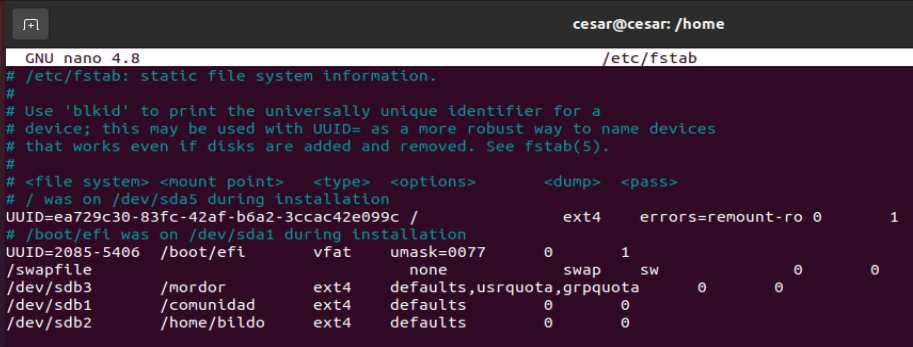 cesar@cesar: /home
GNU nano 4.8 /etc/fstab
# /etc/fstab: static file system information.
#
# Use 'blkid' to print the universally unique identifier for a
# device; this may be used with UUID= as a more robust way to name devices
# that works even if disks are added and removed. See fstab(5).
#
# <file system> <mount point>   <type>  <options>       <dump>  <pass>
# / was on /dev/sda5 during installation
UUID=ea729c30-83fc-42af-b6a2-3ccac42e099c /               ext4    errors=remount-ro 0       1
# /boot/efi was on /dev/sda1 during installation
UUID=2085-5406  /boot/efi       vfat    umask=0077      0       1
/swapfile                                 none            swap    sw              0       0
/dev/sdb3       /mordor         ext4    defaults,usrquota,grpquota      0       0
/dev/sdb1       /comunidad      ext4    defaults        0       0
/dev/sdb2       /home/bildo     ext4    defaults        0       0